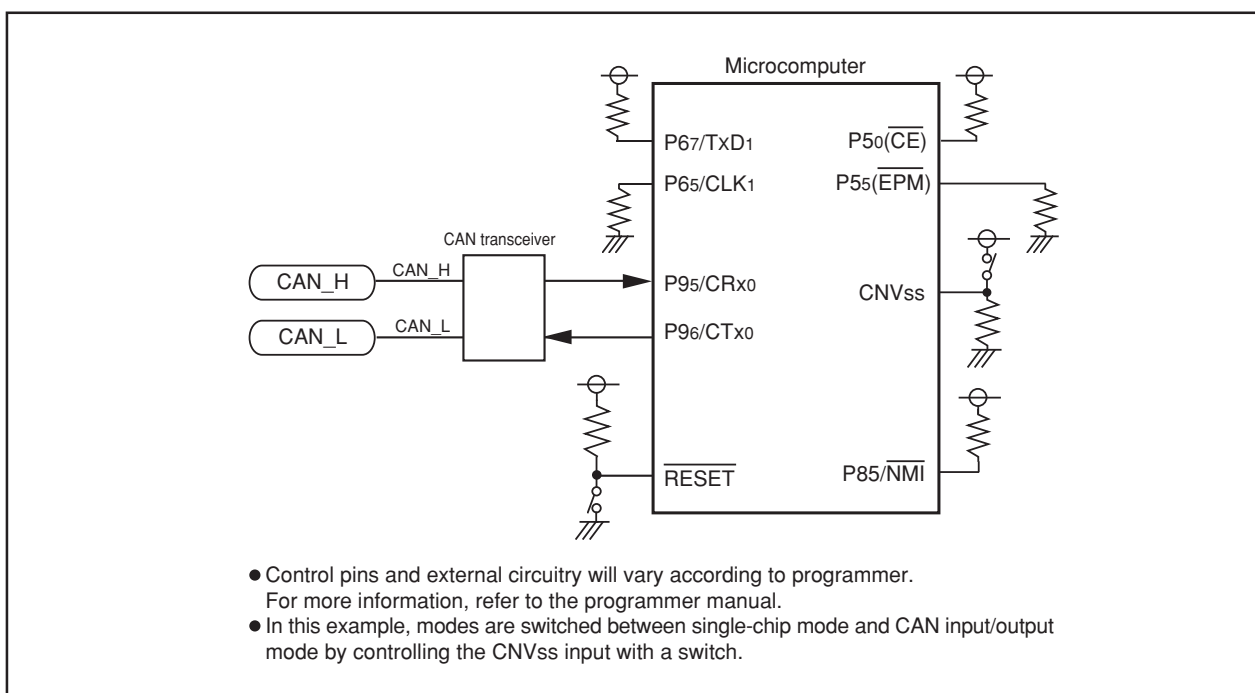 Microcomputer
P67/TxD1
P50(CE)
P65/CLK1
P55(EPM)
CAN transceiver
CAN_H
CAN_H
P95/CRx0
CNVss
CAN_L
CAN_L
P96/CTx0
RESET
P85/NMI
● Control pins and external circuitry will vary according to programmer.
For more information, refer to the programmer manual.
● In this example, modes are switched between single-chip mode and CAN input/output
mode by controlling the CNVss input with a switch.